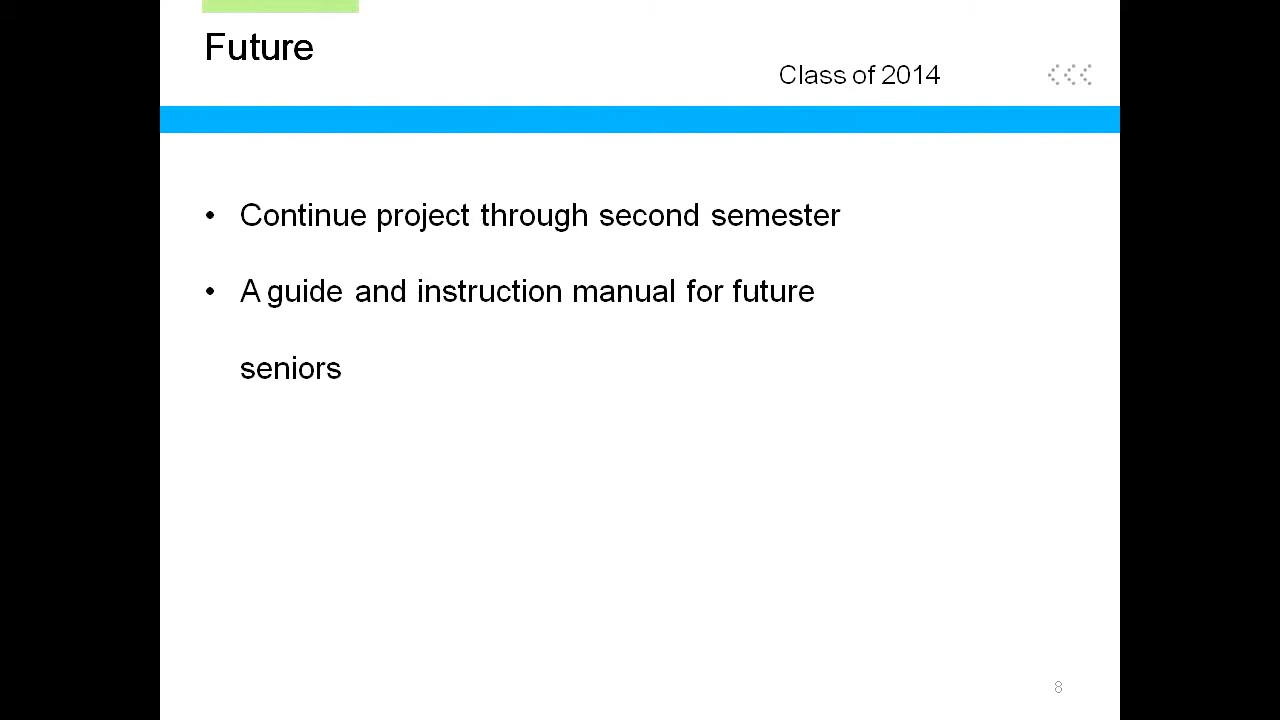 Future
Class of 2014
• Continue project through second semester
• A guide and instruction manual for future
seniors
8